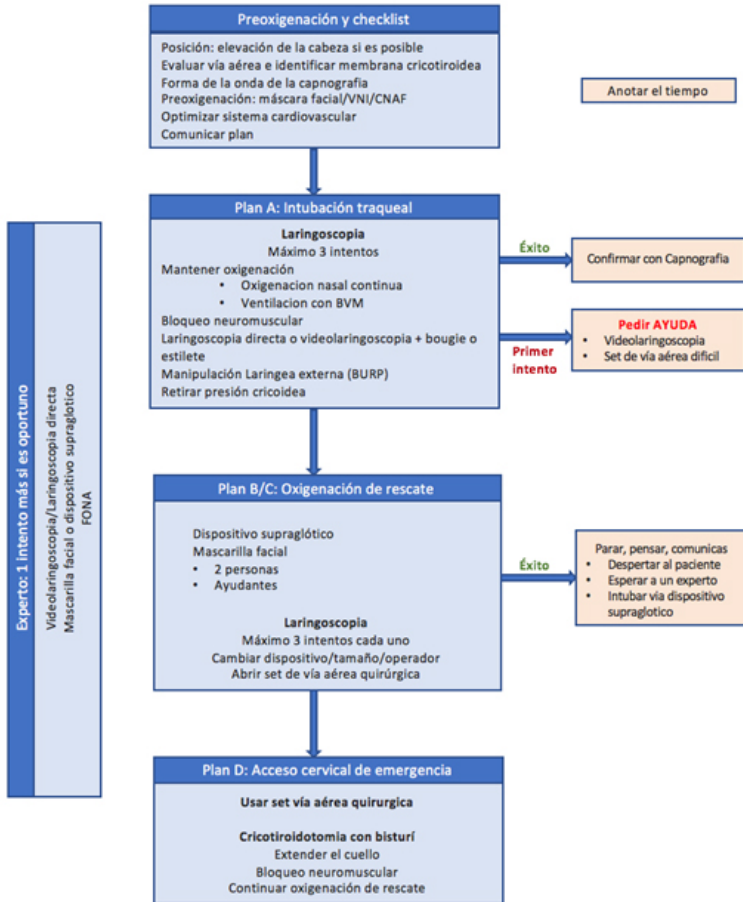 Preoxigenación y checklist
Posición: elevación de la cabeza si es posible
Evaluar vía aérea e identificar membrana cricotiroidea
Forma de la onda de la capnografia
Preoxigenación: máscara facial/VNI/CNAF
Optimizar sistema cardiovascular
Comunicar plan
Anotar el tiempo
Plan A: Intubación traqueal
Laringoscopia
Máximo 3 intentos
Mantener oxigenación
• Oxigenacion nasal continua
• Ventilacion con BVM
Bloqueo neuromuscular
Laringoscopia directa o videolaringoscopia + bougie o
estilete
Manipulación Laringea externa (BURP)
Retirar presión cricoidea
Éxito
Confirmar con Capnografia
Primer
intento
Pedir AYUDA
• Videolaringoscopia
• Set de vía aérea dificil
Experto: 1 intento más si es oportuno
Videolaringoscopia/Laringoscopia directa
Mascarilla facial o dispositivo supraglotico
FONA
Plan B/C: Oxigenación de rescate
Dispositivo supraglótico
Mascarilla facial
• 2 personas
• Ayudantes
Laringoscopia
Máximo 3 intentos cada uno
Cambiar dispositivo/tamaño/operador
Abrir set de vía aérea quirúrgica
Éxito
Parar, pensar, comunicas
• Despertar al paciente
• Esperar a un experto
• Intubar via dispositivo
supraglotico
Plan D: Acceso cervical de emergencia
Usar set vía aérea quirurgica
Cricotiroidotomia con bisturí
Extender el cuello
Bloqueo neuromuscular
Continuar oxigenación de rescate